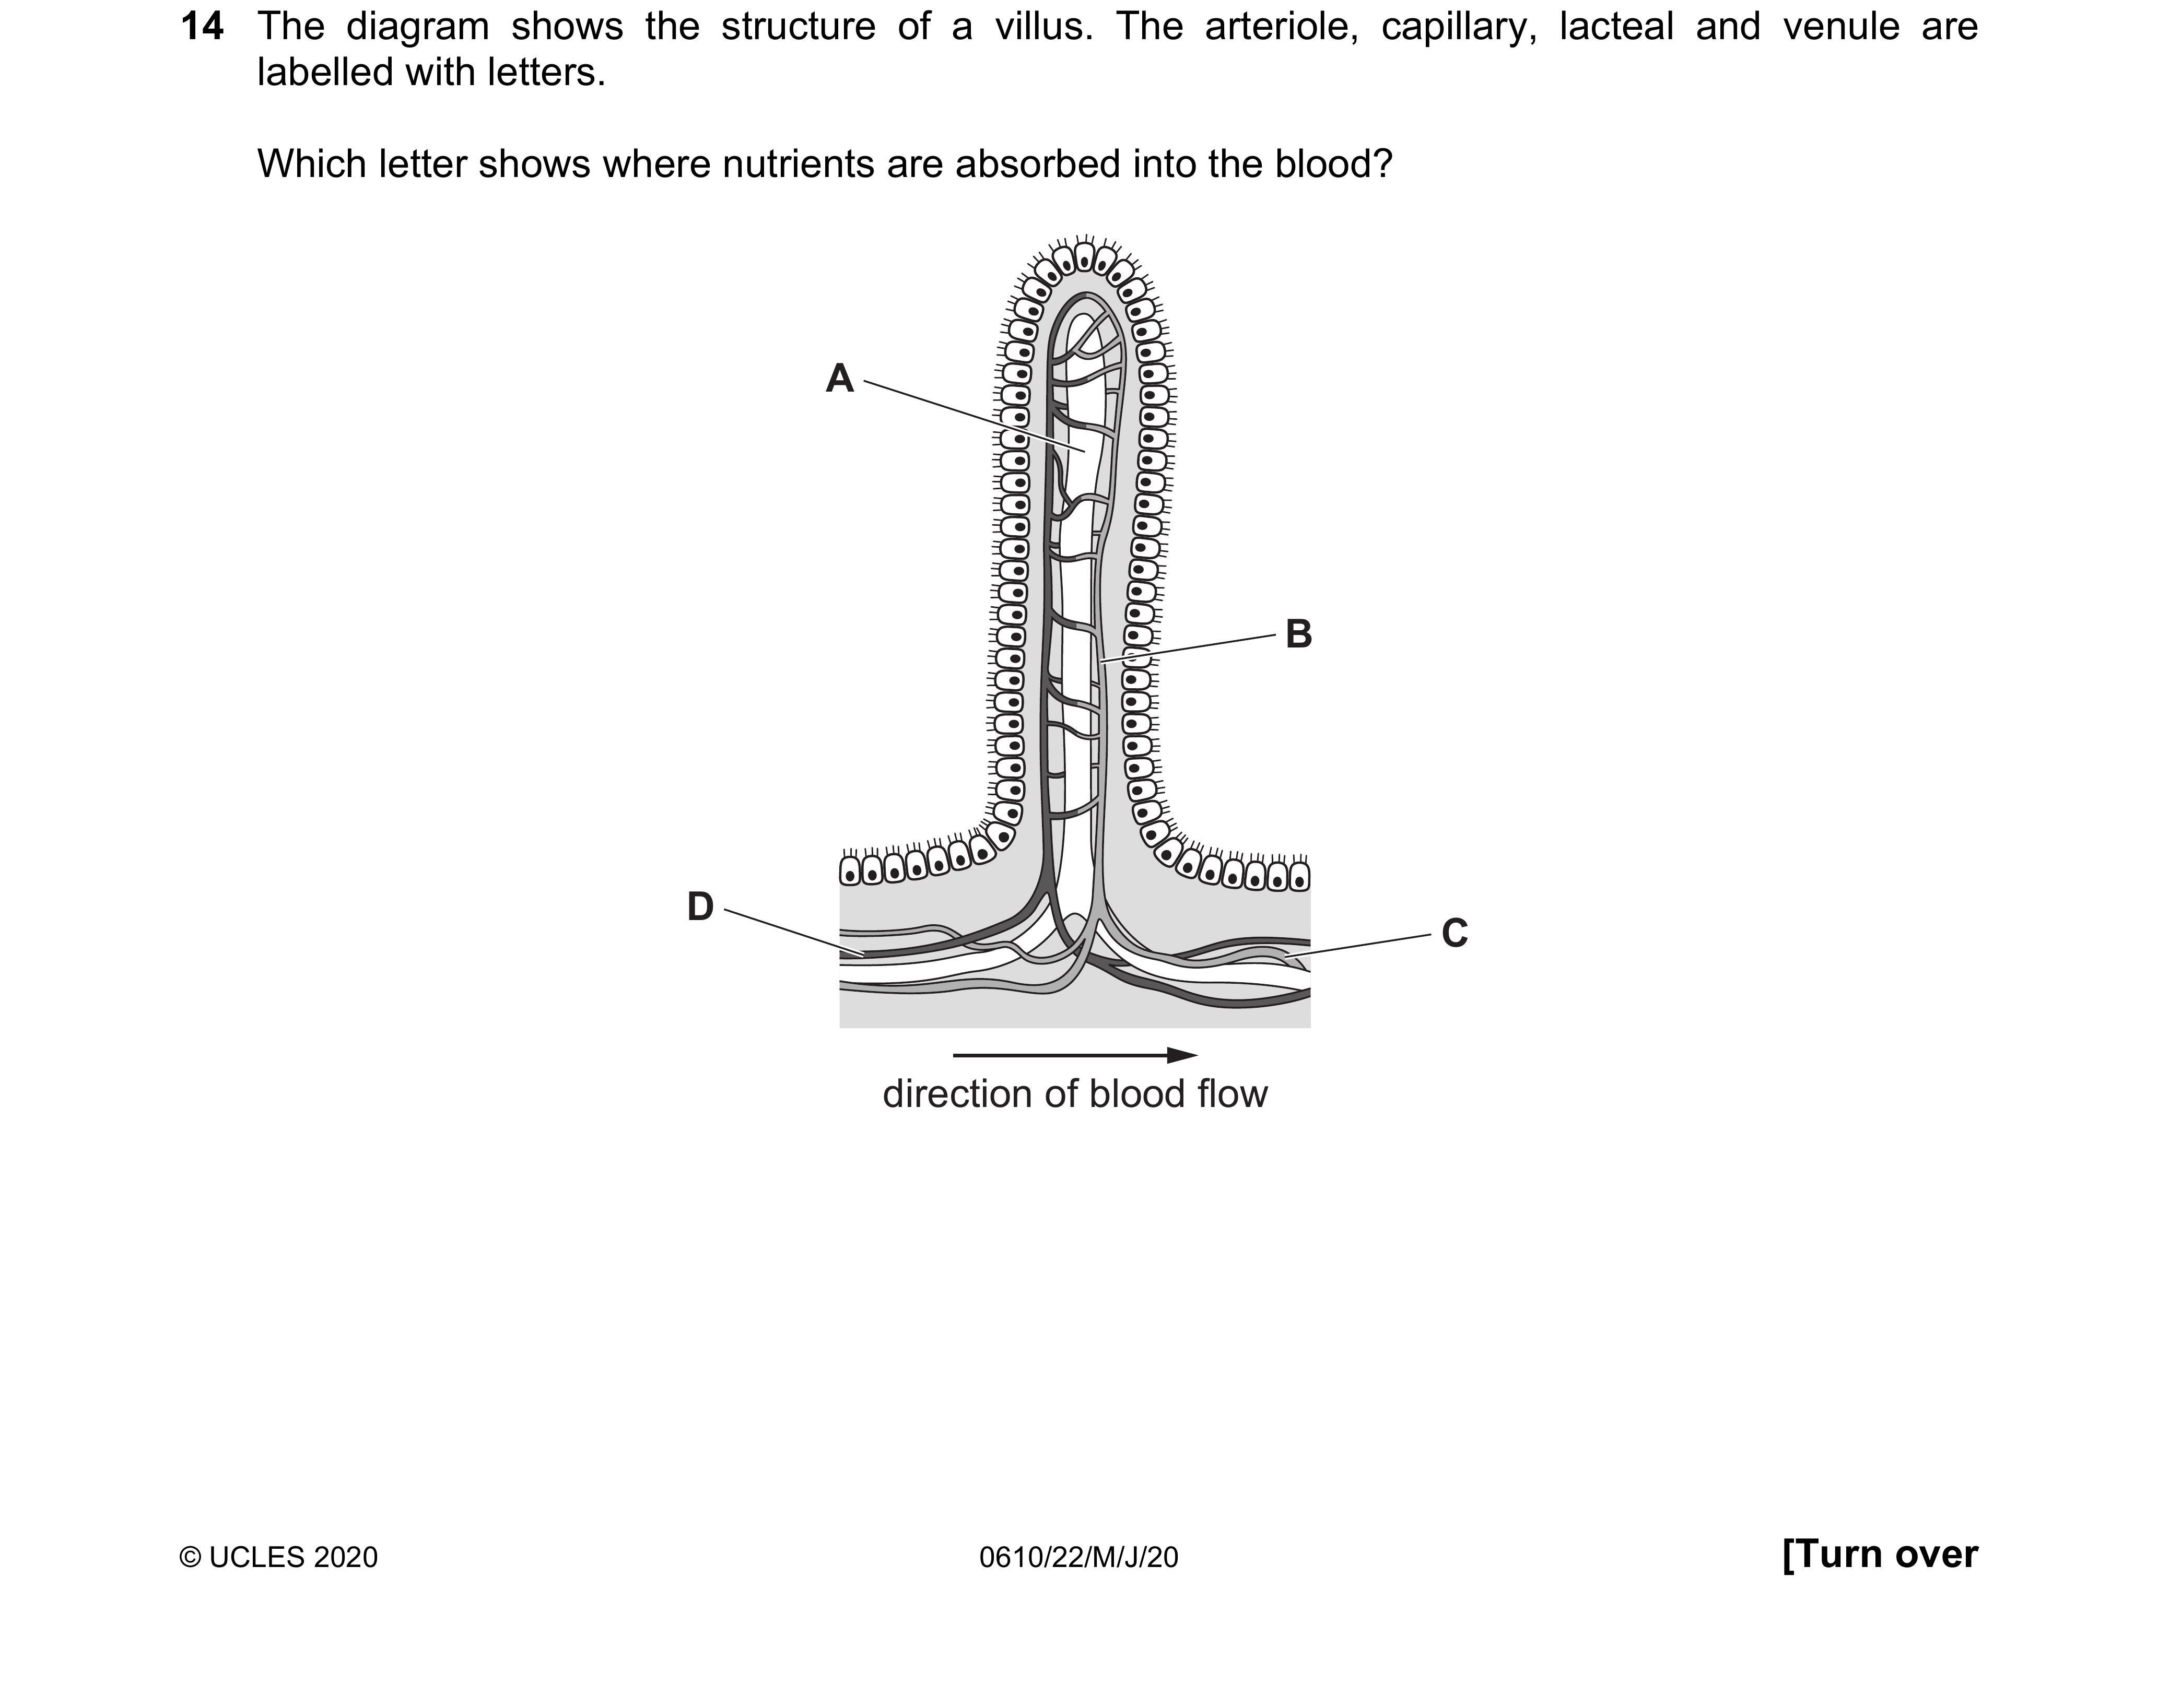 14 The diagram shows the structure of a villus. The arteriole, capillary, lacteal and venule are
labelled with letters.
Which letter shows where nutrients are absorbed into the blood?
A
B
D
C
direction of blood flow
© UCLES 2020 0610/22/M/J/20 [Turn over